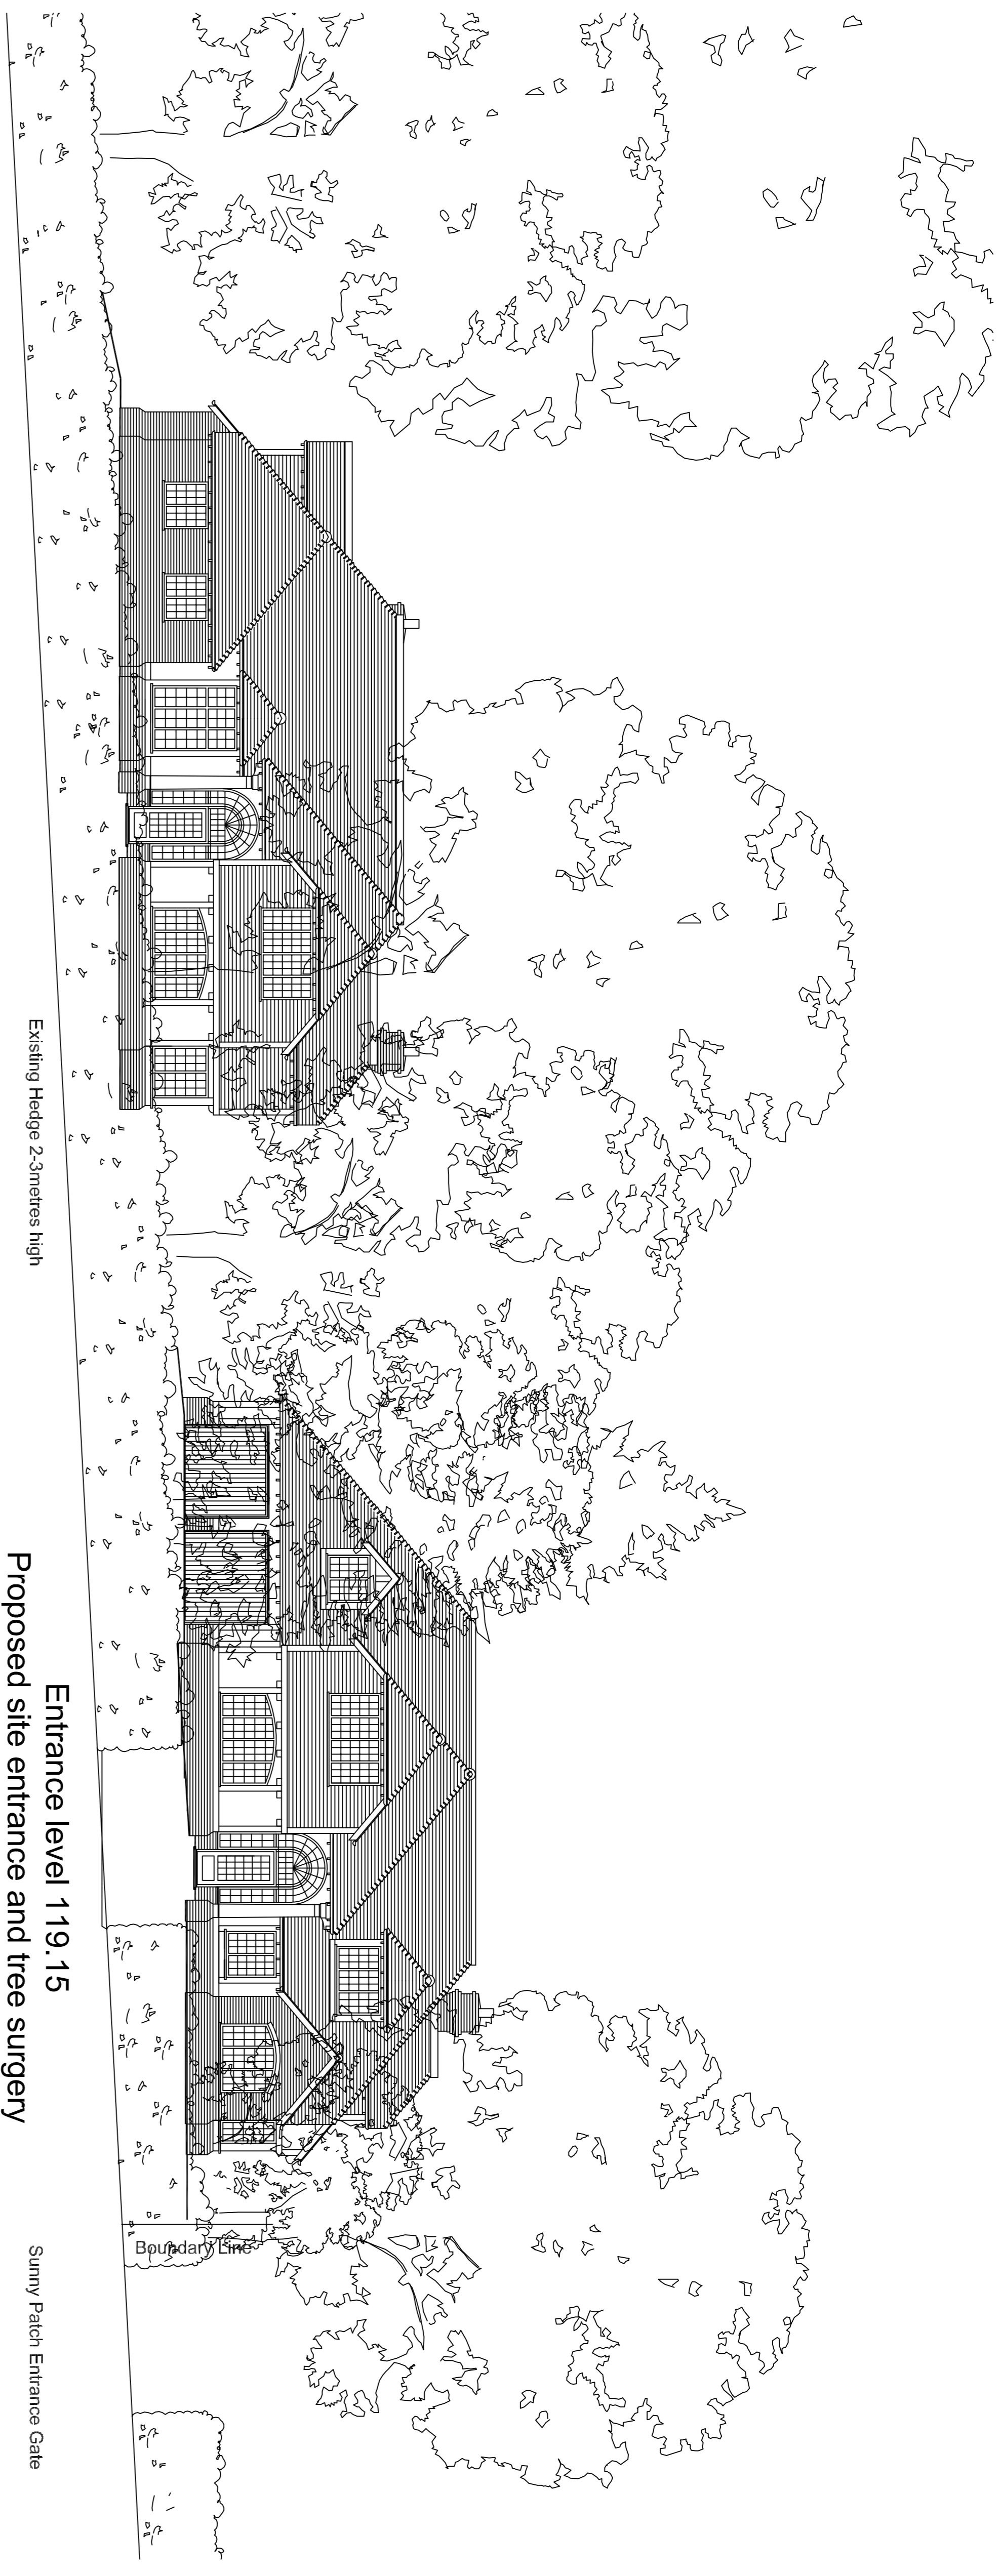 Boundary Line
Existing Hedge 2-3metres high
Entrance level 119.15
Proposed site entrance and tree surgery
Sunny Patch Entrance Gate